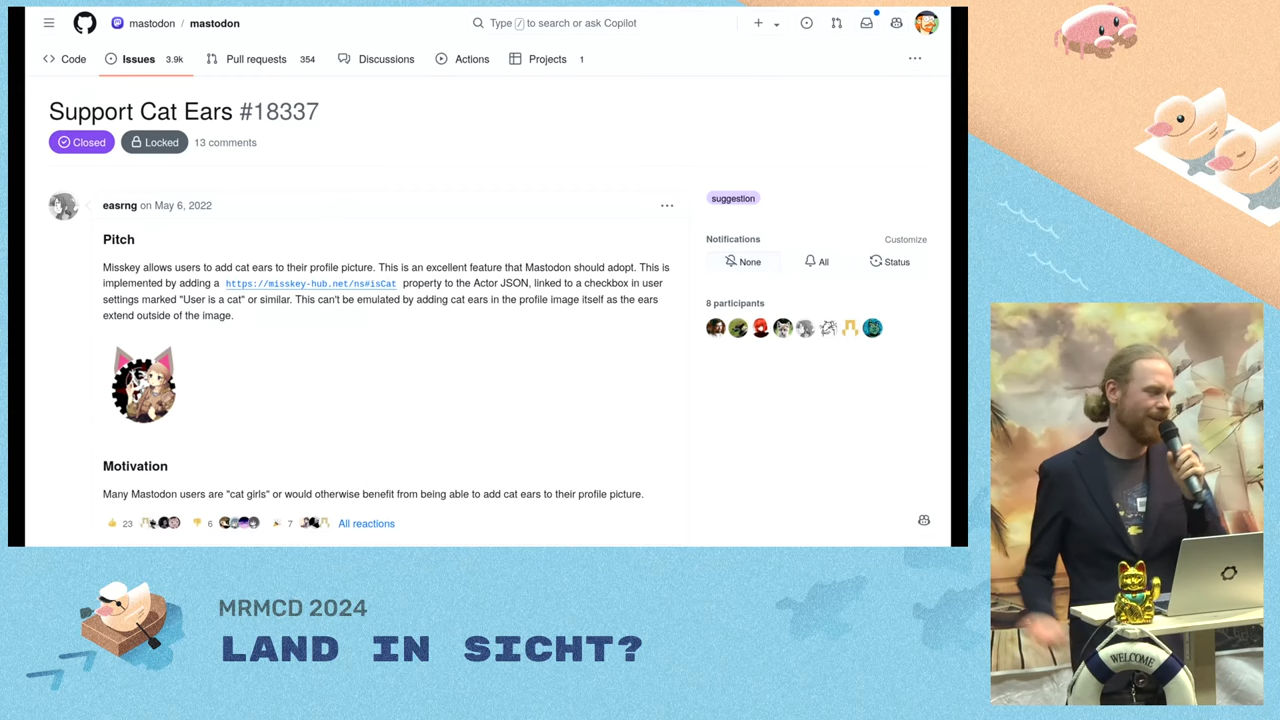 mastodon / mastodon
Type / to search or ask Copilot
Code
Issues 3.9k
Pull requests 354
Discussions
Actions
Projects 1
Support Cat Ears #18337
Closed
Locked
13 comments
easrng on May 6, 2022
suggestion
Pitch
Notifications
Customize
Misskey allows users to add cat ears to their profile picture. This is an excellent feature that Mastodon should adopt. This is
implemented by adding a https://misskey-hub.net/ns#isCat property to the Actor JSON, linked to a checkbox in user
settings marked "User is a cat" or similar. This can't be emulated by adding cat ears in the profile image itself as the ears
extend outside of the image.
None
All
Status
8 participants
Motivation
Many Mastodon users are "cat girls" or would otherwise benefit from being able to add cat ears to their profile picture.
23
6
7
All reactions
MRMCD 2024
LAND IN SICHT?
WELCOME